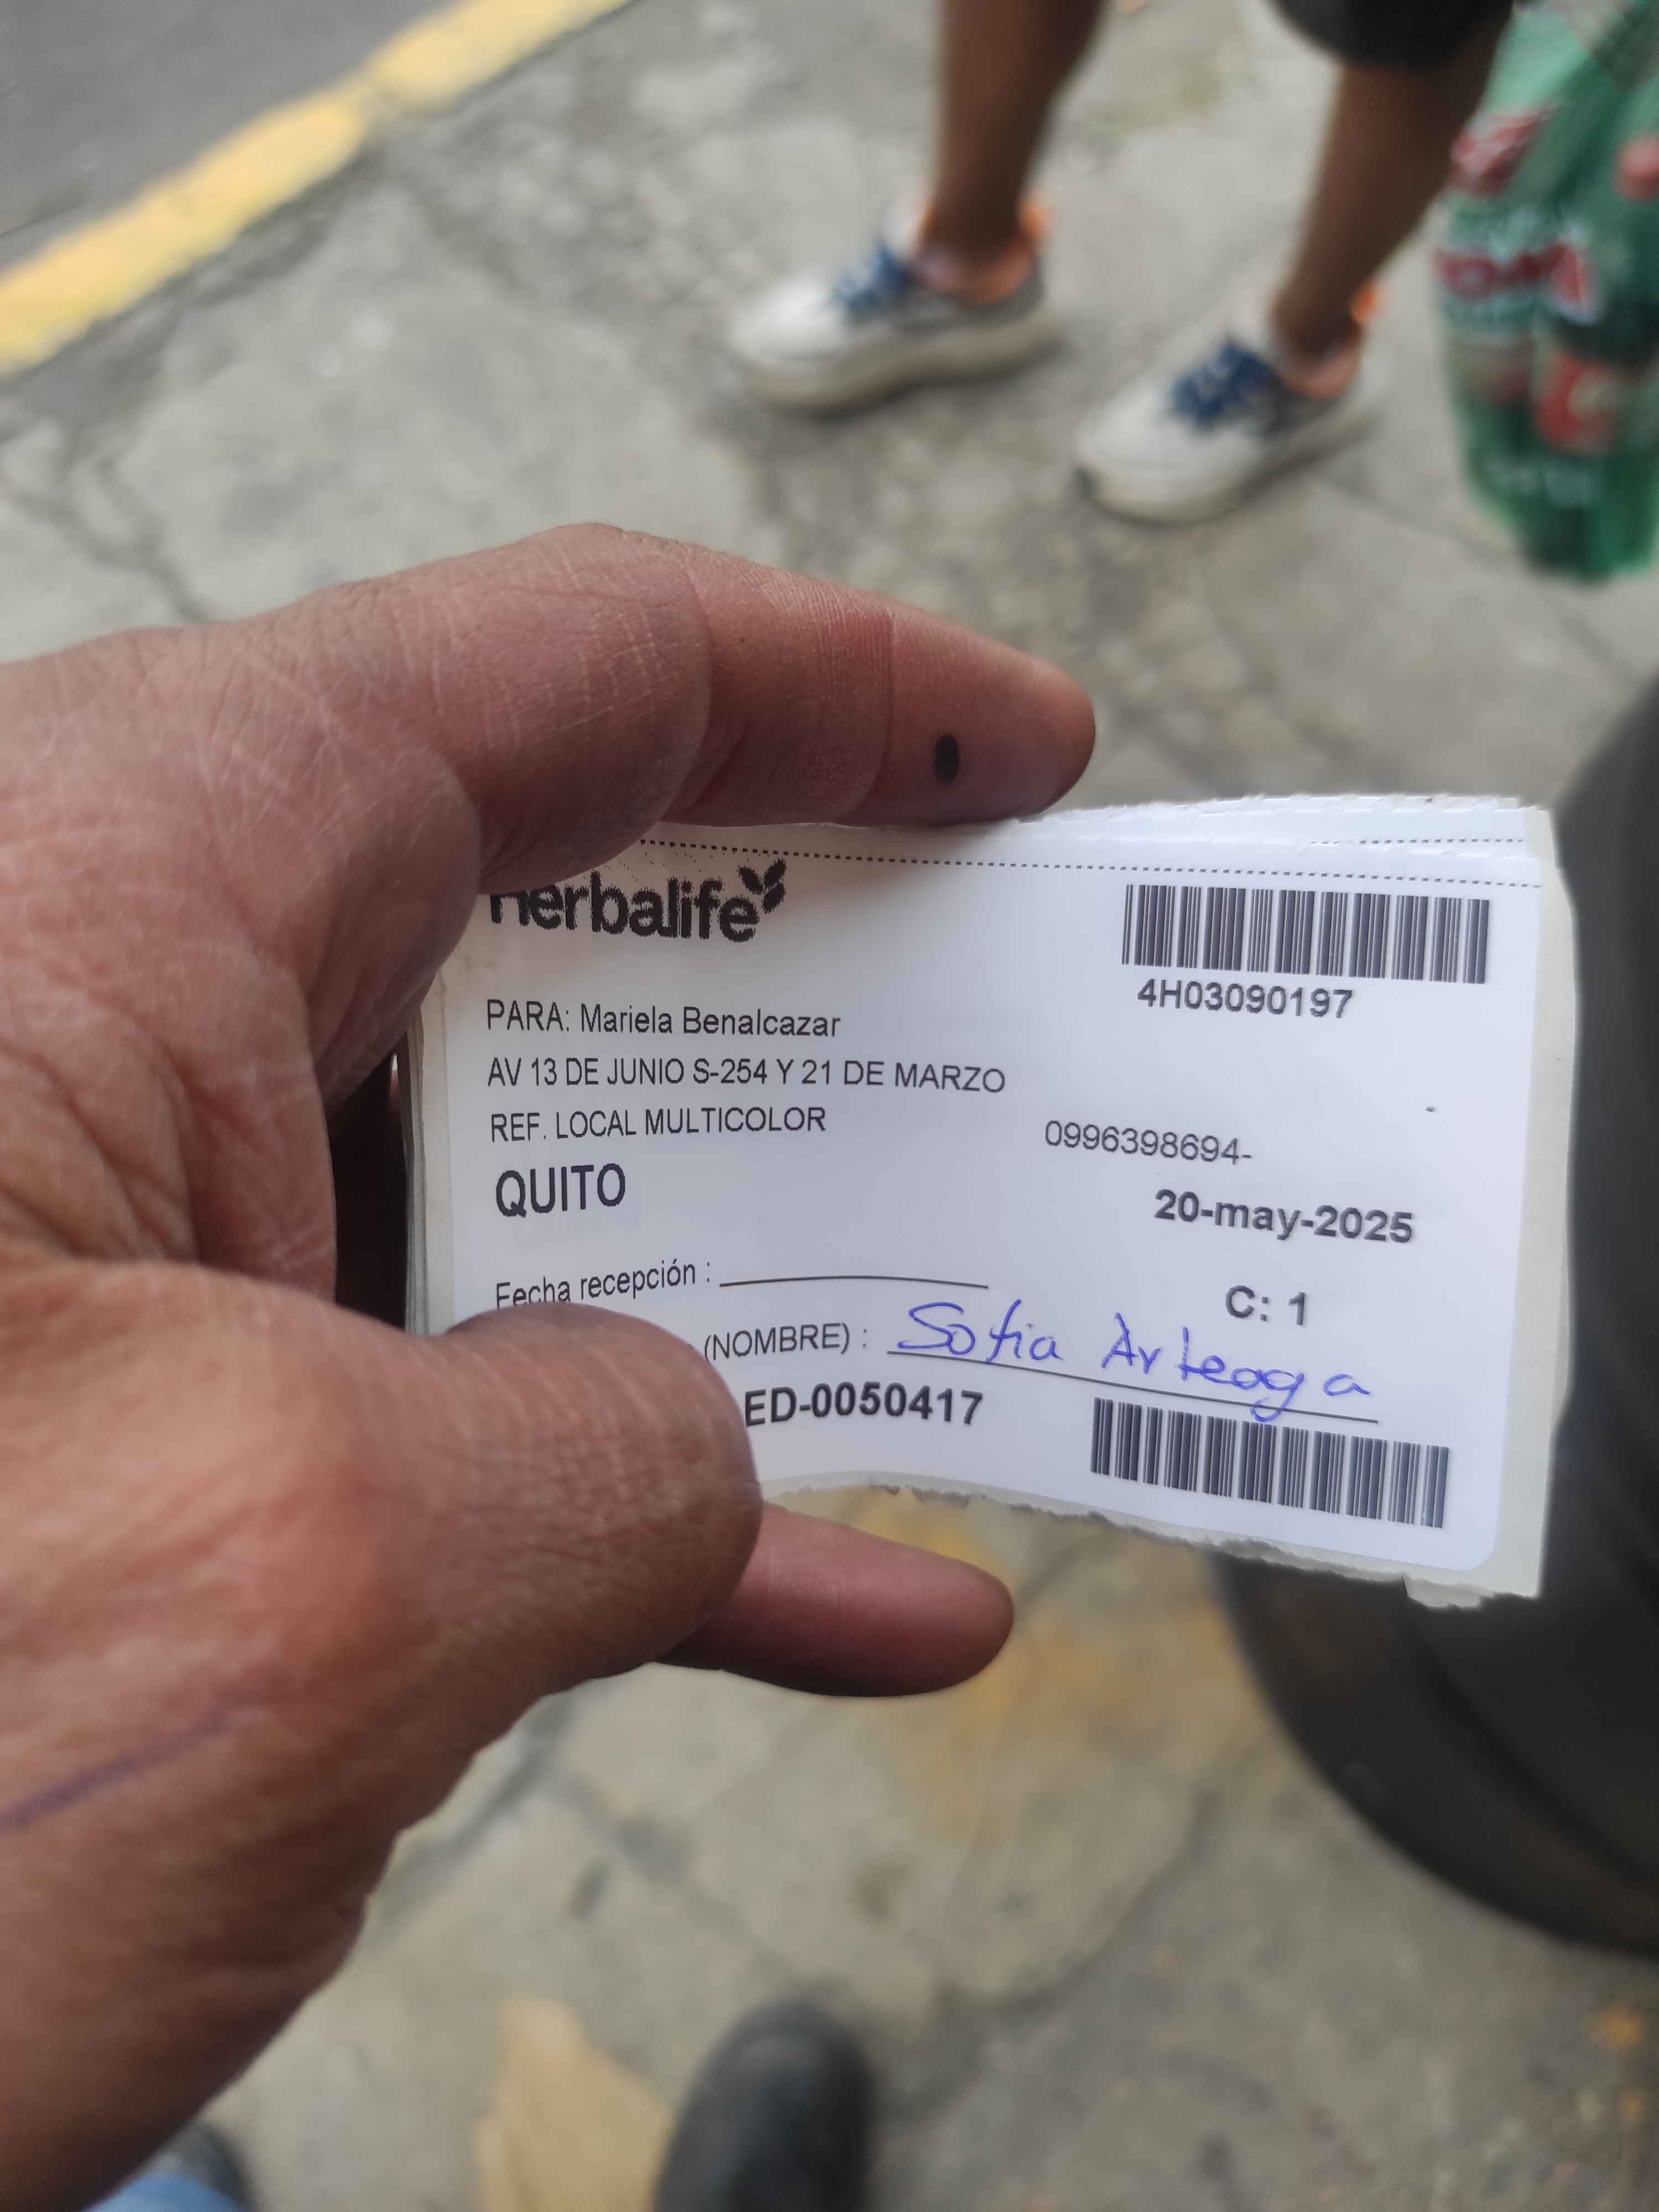 Herbalife
4H03090197
PARA: Mariela Benalcazar
AV 13 DE JUNIO S-254 Y 21 DE MARZO
REF. LOCAL MULTICOLOR
0996398694-
QUITO
20-may-2025
Fecha recepción :
C: 1
(NOMBRE) : Sofia Arteaga
ED-0050417